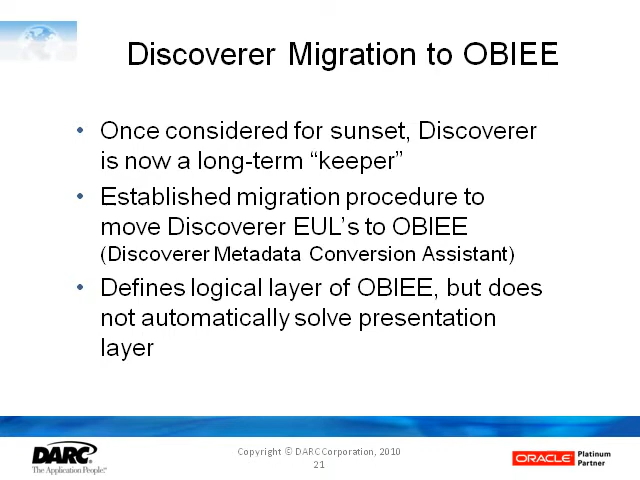 Discoverer Migration to OBIEE
• Once considered for sunset, Discoverer
is now a long-term “keeper”
• Established migration procedure to
move Discoverer EUL’s to OBIEE
(Discoverer Metadata Conversion Assistant)
• Defines logical layer of OBIEE, but does
not automatically solve presentation
layer
DARC
The Application People.
Copyright © DARC Corporation, 2010
21
ORACLE Platinum
Partner